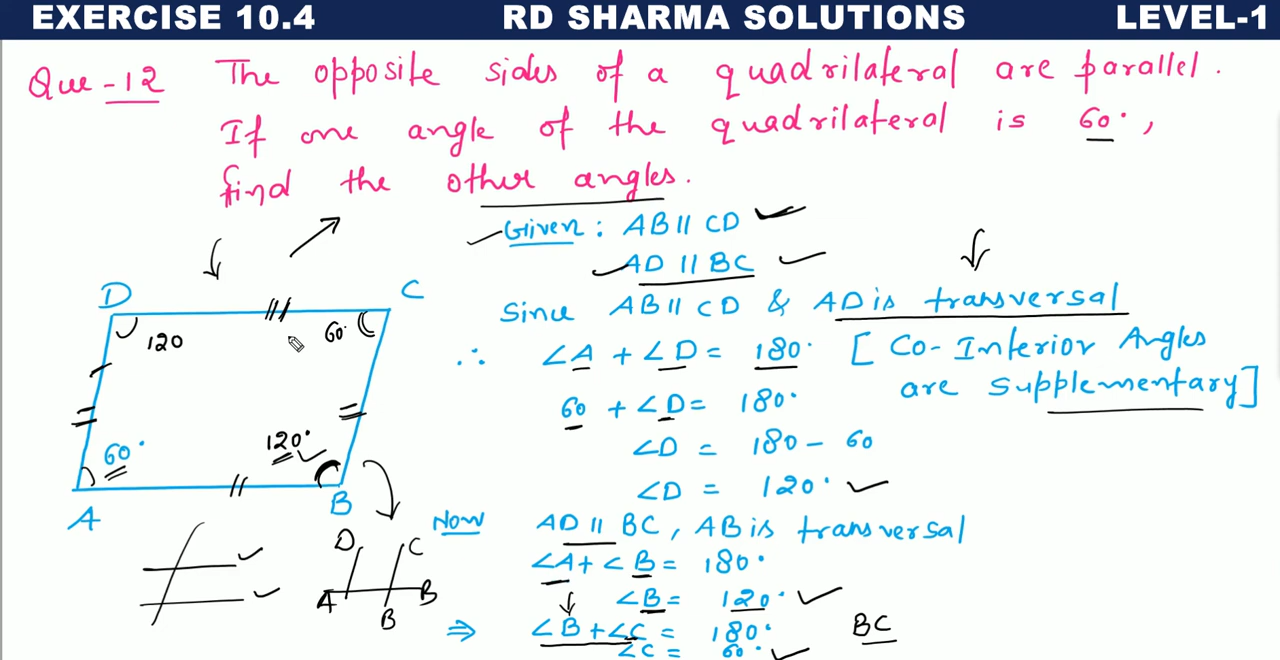 EXERCISE 10.4 RD SHARMA SOLUTIONS LEVEL-1
Que-12 The opposite sides of a quadrilateral are parallel.
If one angle of the quadrilateral is 60°,
find the other angles.
Given : AB || CD
AD || BC
Since AB || CD & AD is transversal
∴ ∠A + ∠D = 180° [ Co-Interior Angles
are Supplementary]
60 + ∠D = 180°
∠D = 180 - 60
∠D = 120°
Now AD || BC, AB is transversal
∠A + ∠B = 180°
∠B = 120°
⇒ ∠B + ∠C = 180° BC
∠C = 60°
D C
120 60°
60° 120°
A B
D C
A B B